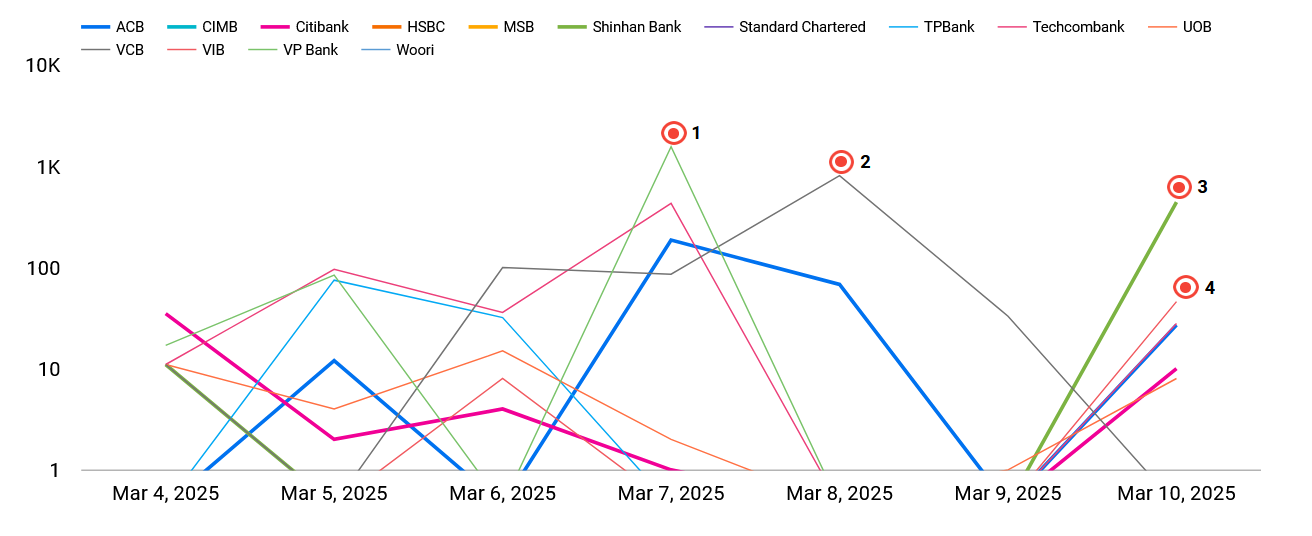 ACB CIMB Citibank HSBC MSB Shinhan Bank Standard Chartered TPBank Techcombank UOB
VCB VIB VP Bank Woori
10K
1
2
1K
3
100
4
10
1
Mar 4, 2025 Mar 5, 2025 Mar 6, 2025 Mar 7, 2025 Mar 8, 2025 Mar 9, 2025 Mar 10, 2025